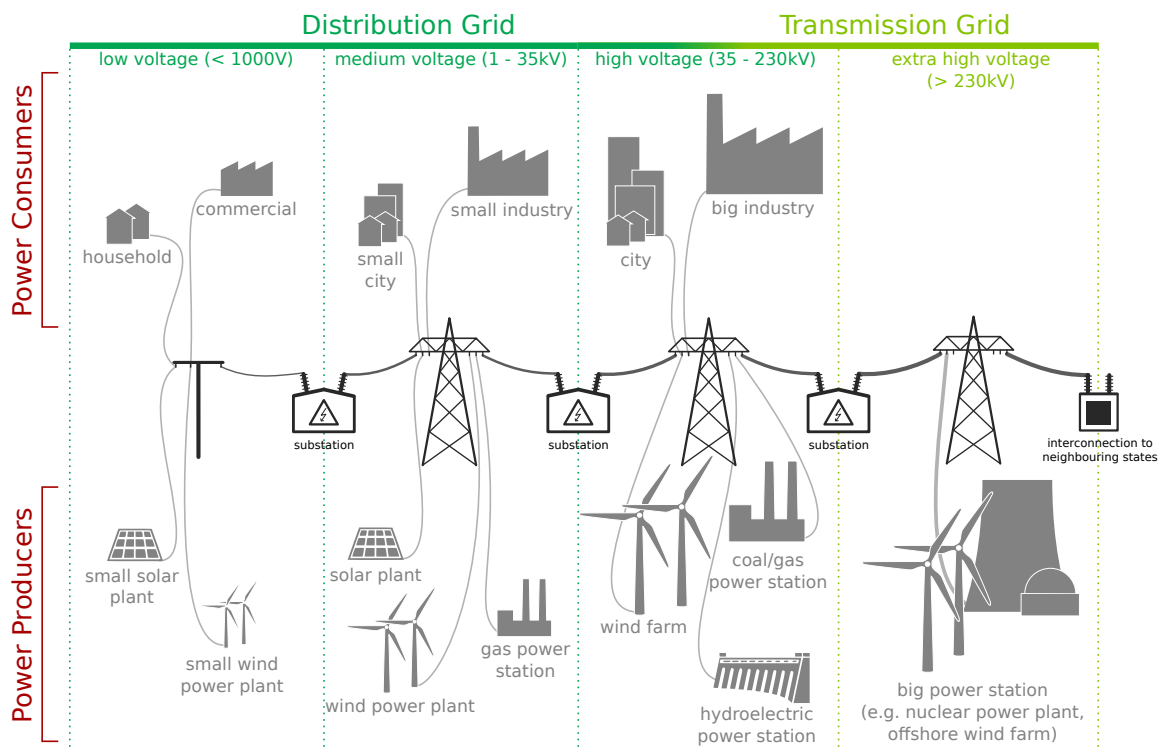 Distribution Grid
Transmission Grid
low voltage (< 1000V)
medium voltage (1 - 35kV)
high voltage (35 - 230kV)
extra high voltage
(> 230kV)
Power Consumers
household
commercial
small
city
small industry
city
big industry
substation
substation
substation
interconnection to
neighbouring states
Power Producers
small solar
plant
small wind
power plant
solar plant
wind power plant
gas power
station
wind farm
coal/gas
power station
hydroelectric
power station
big power station
(e.g. nuclear power plant,
offshore wind farm)